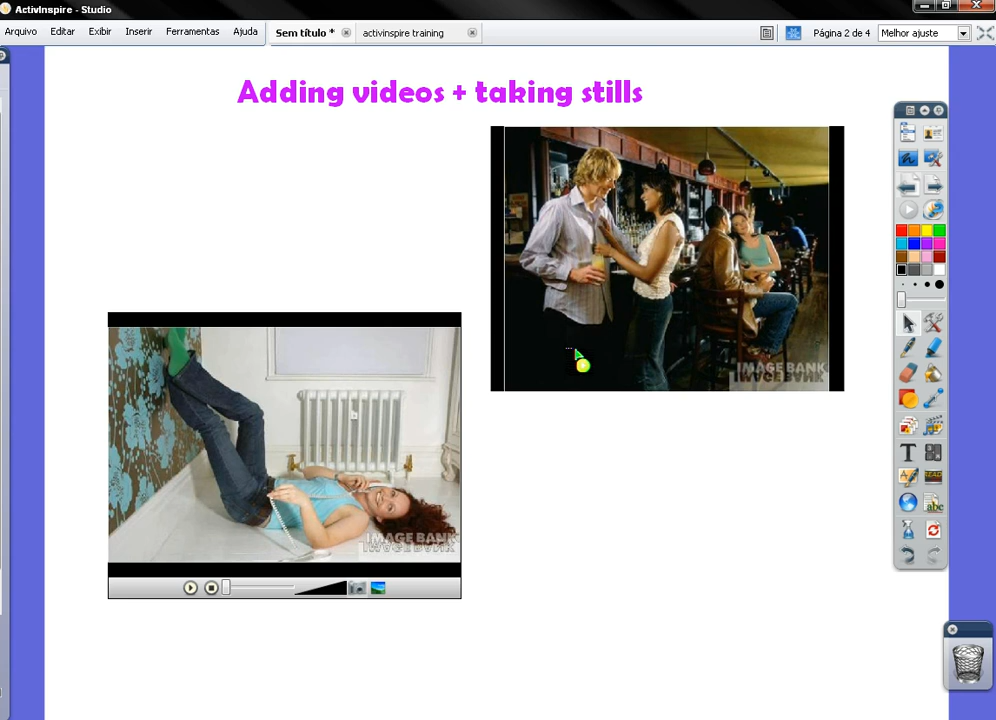 ActivInspire - Studio
Arquivo Editar Exibir Inserir Ferramentas Ajuda
Sem título * activinspire training
Página 2 de 4 Melhor ajuste
Adding videos + taking stills
IMAGE BANK
IMAGE BANK
T
abc